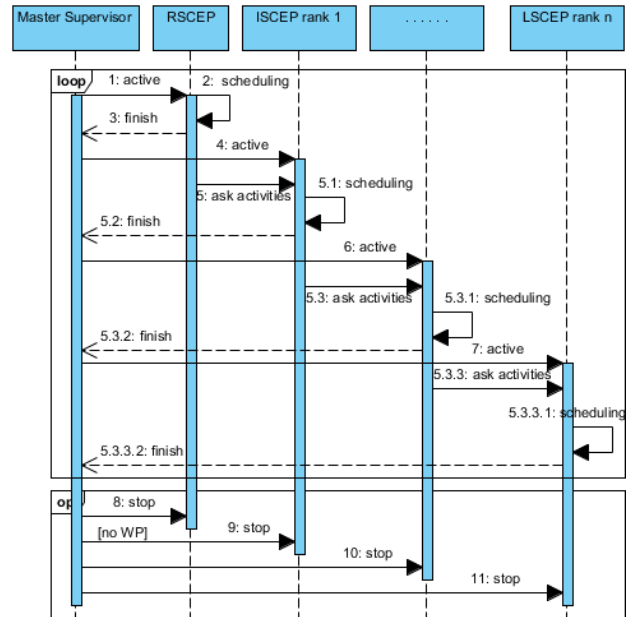 Master Supervisor
RSCEP
ISCEP rank 1
. . . . . .
LSCEP rank n
loop
1: active
2: scheduling
3: finish
4: active
5: ask activities
5.1: scheduling
5.2: finish
6: active
5.3: ask activities
5.3.1: scheduling
5.3.2: finish
7: active
5.3.3: ask activities
5.3.3.1: scheduling
5.3.3.2: finish
op
8: stop
[no WP]
9: stop
10: stop
11: stop